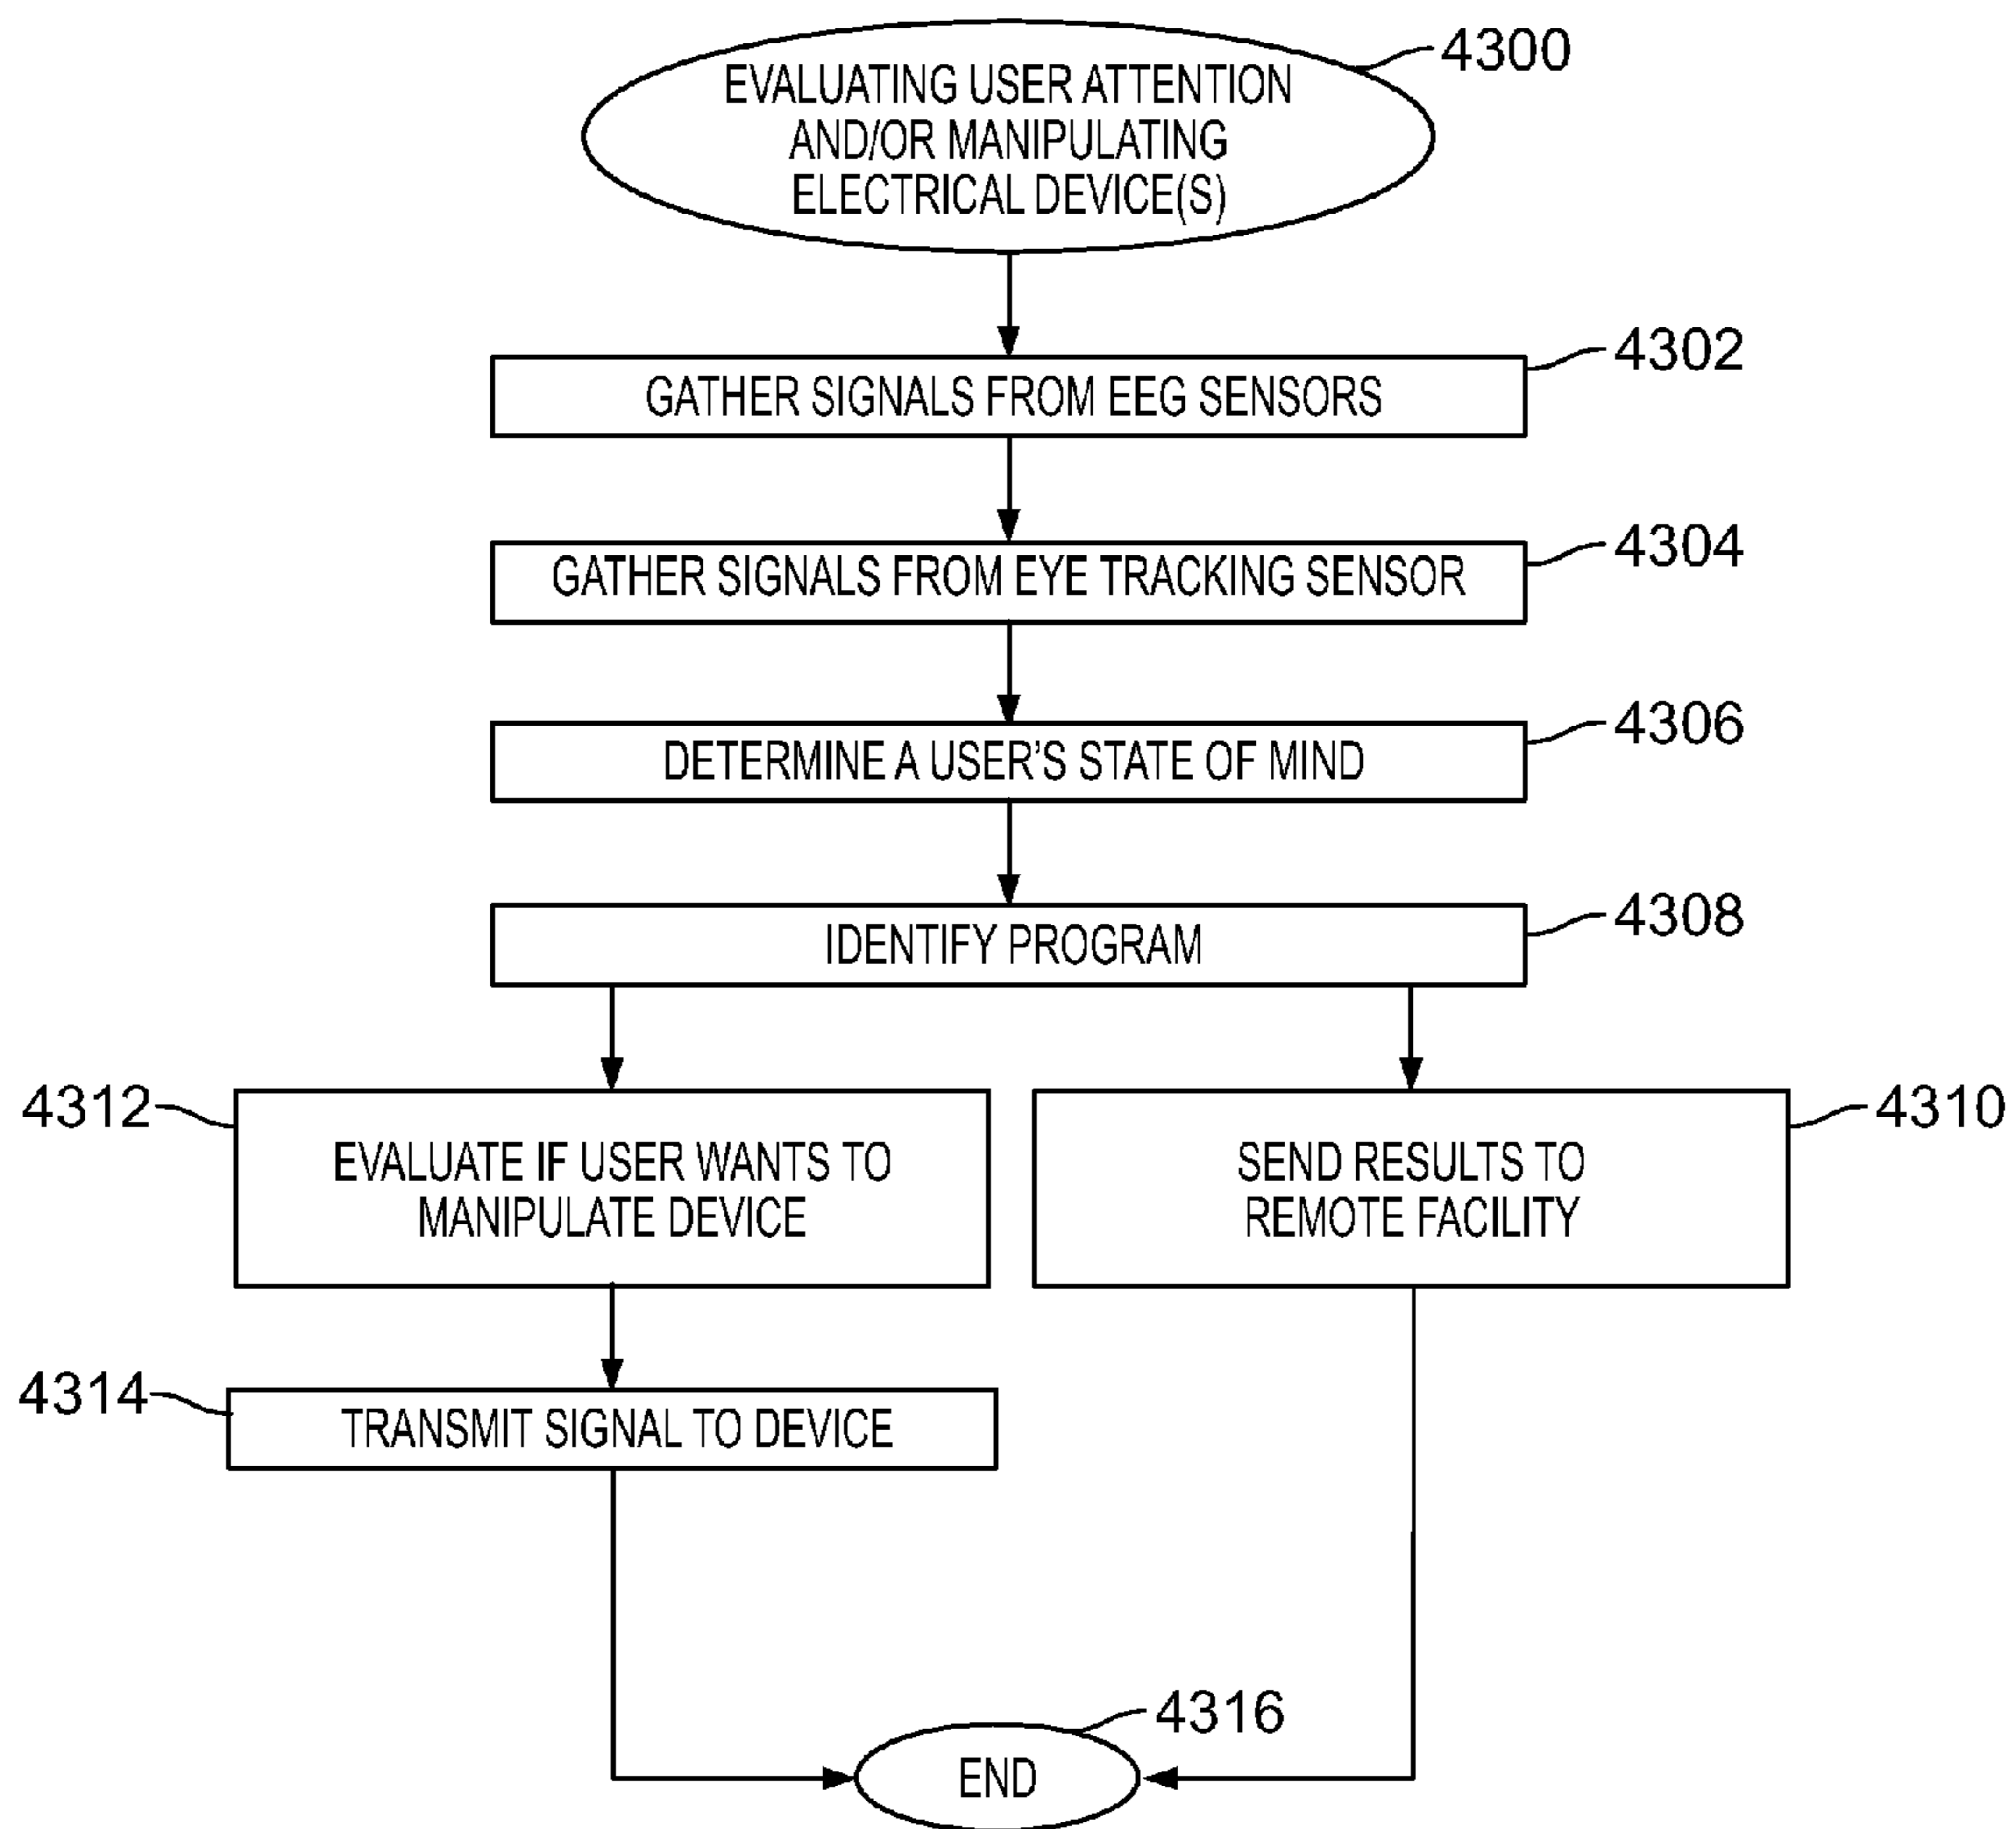 EVALUATING USER ATTENTION
AND/OR MANIPULATING
ELECTRICAL DEVICE(S)
4300
GATHER SIGNALS FROM EEG SENSORS
4302
GATHER SIGNALS FROM EYE TRACKING SENSOR
4304
DETERMINE A USER'S STATE OF MIND
4306
IDENTIFY PROGRAM
4308
4312
EVALUATE IF USER WANTS TO
MANIPULATE DEVICE
SEND RESULTS TO
REMOTE FACILITY
4310
4314
TRANSMIT SIGNAL TO DEVICE
4316
END